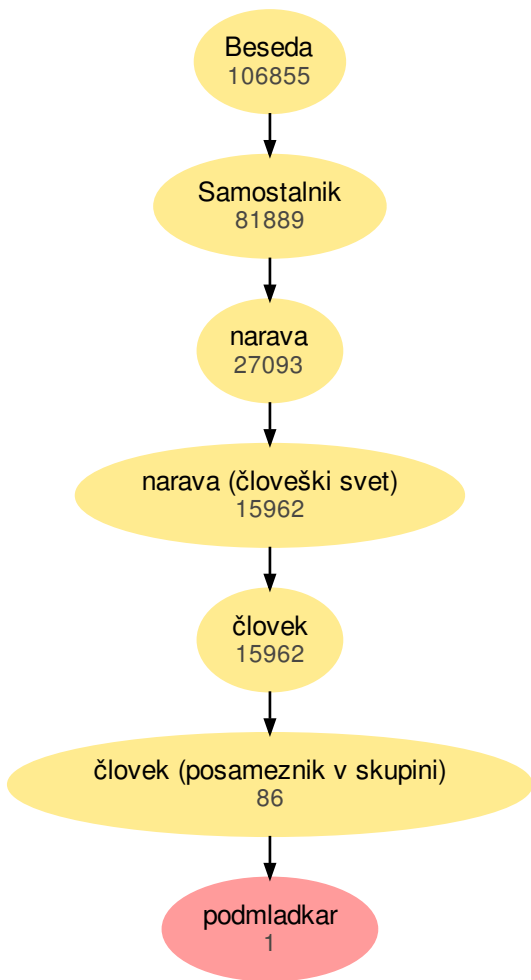 Beseda
106855
Samostalnik
81889
narava
27093
narava (človeški svet)
15962
človek
15962
človek (posameznik v skupini)
86
podmladkar
1